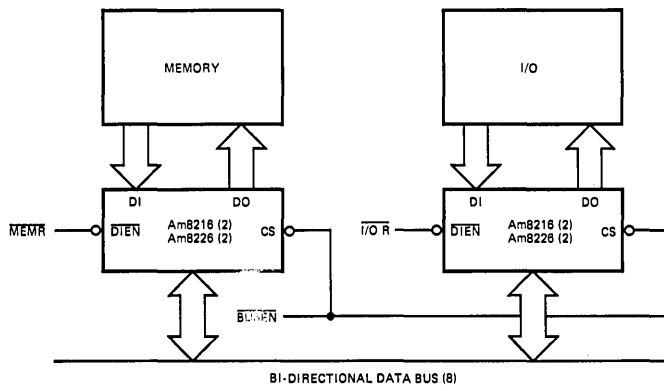 MEMORY
I/O
DI
DO
DI
DO
MEMR
DIEN
Am8216 (2)
Am8226 (2)
CS
I/O R
DIEN
Am8216 (2)
Am8226 (2)
CS
BUSEN
BI-DIRECTIONAL DATA BUS (8)